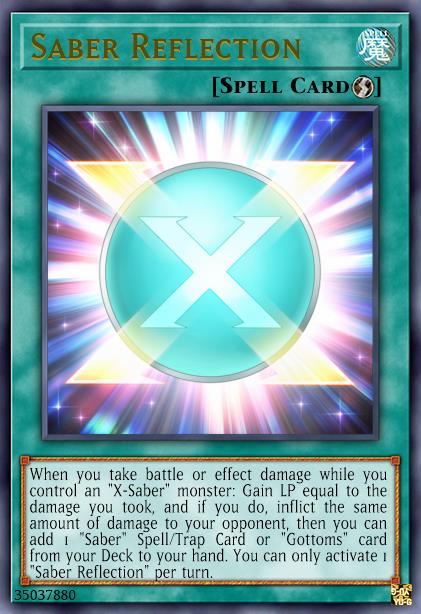 SABER REFLECTION
SPELL
魔
[SPELL CARD]
X
When you take battle or effect damage while you
control an "X-Saber" monster: Gain LP equal to the
damage you took, and if you do, inflict the same
amount of damage to your opponent, then you can
add 1 "Saber" Spell/Trap Card or "Gottoms" card
from your Deck to your hand. You can only activate 1
"Saber Reflection" per turn.
35037880